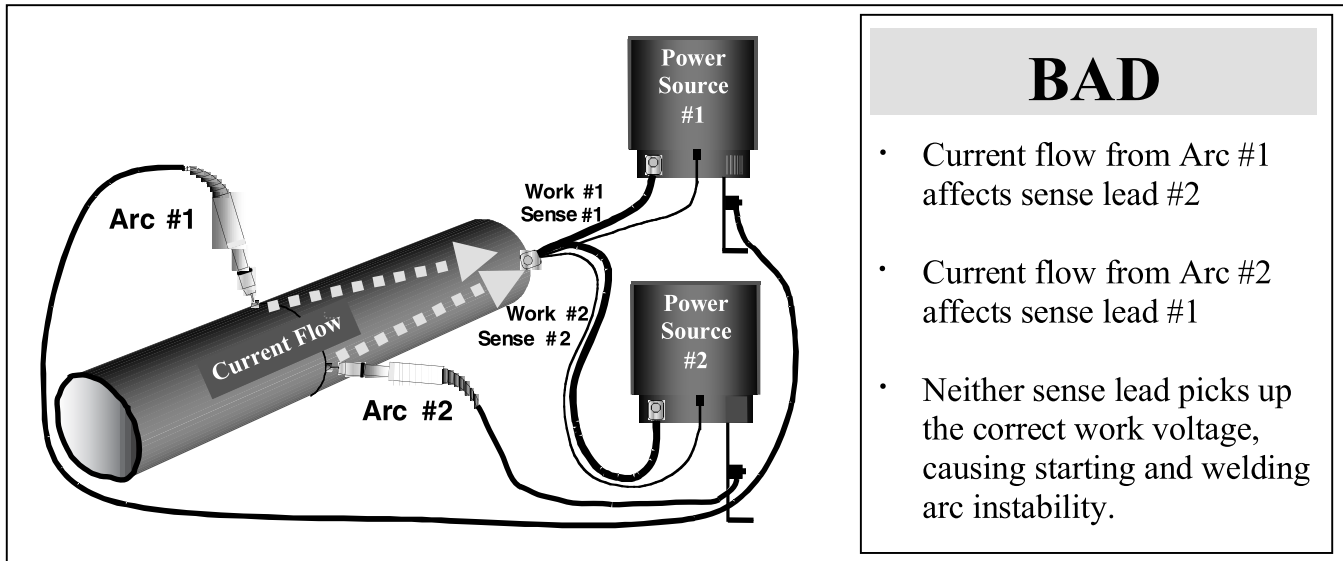 Power
Source
#1
Arc #1
Work #1
Sense #1
Current Flow
Work #2
Sense #2
Power
Source
#2
Arc #2
BAD
· Current flow from Arc #1
affects sense lead #2
· Current flow from Arc #2
affects sense lead #1
· Neither sense lead picks up
the correct work voltage,
causing starting and welding
arc instability.